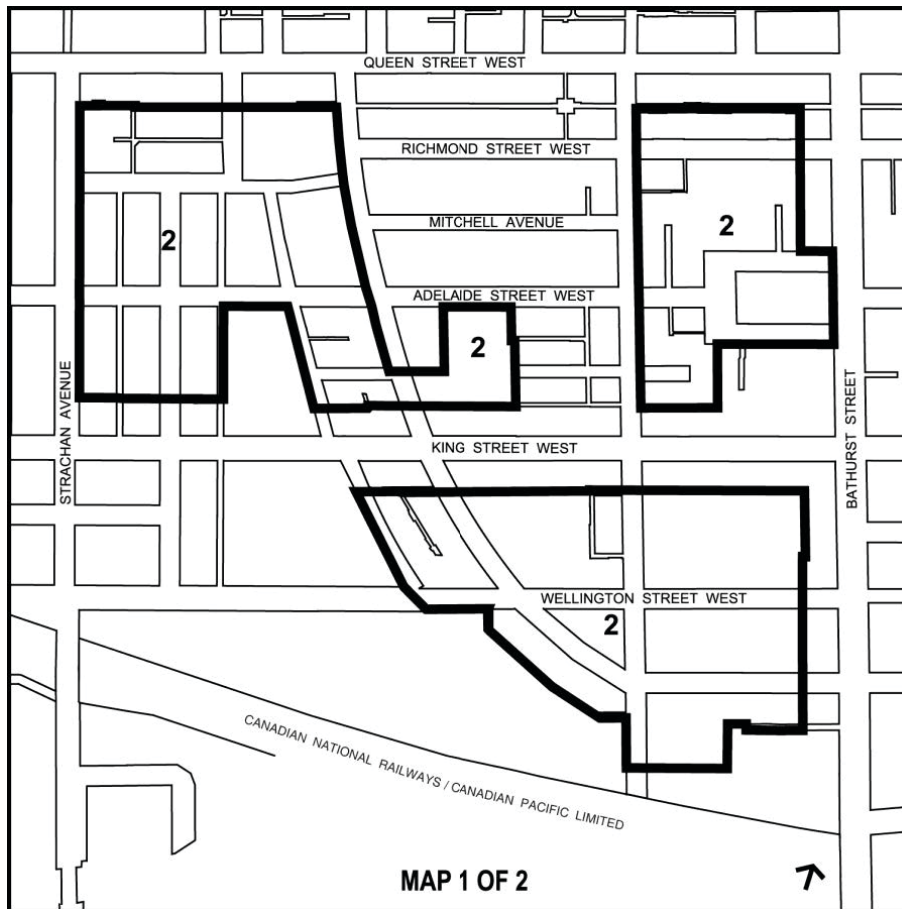 QUEEN STREET WEST
RICHMOND STREET WEST
MITCHELL AVENUE
2
2
ADELAIDE STREET WEST
2
STRACHAN AVENUE
KING STREET WEST
BATHURST STREET
WELLINGTON STREET WEST
2
CANADIAN NATIONAL RAILWAYS / CANADIAN PACIFIC LIMITED
MAP 1 OF 2